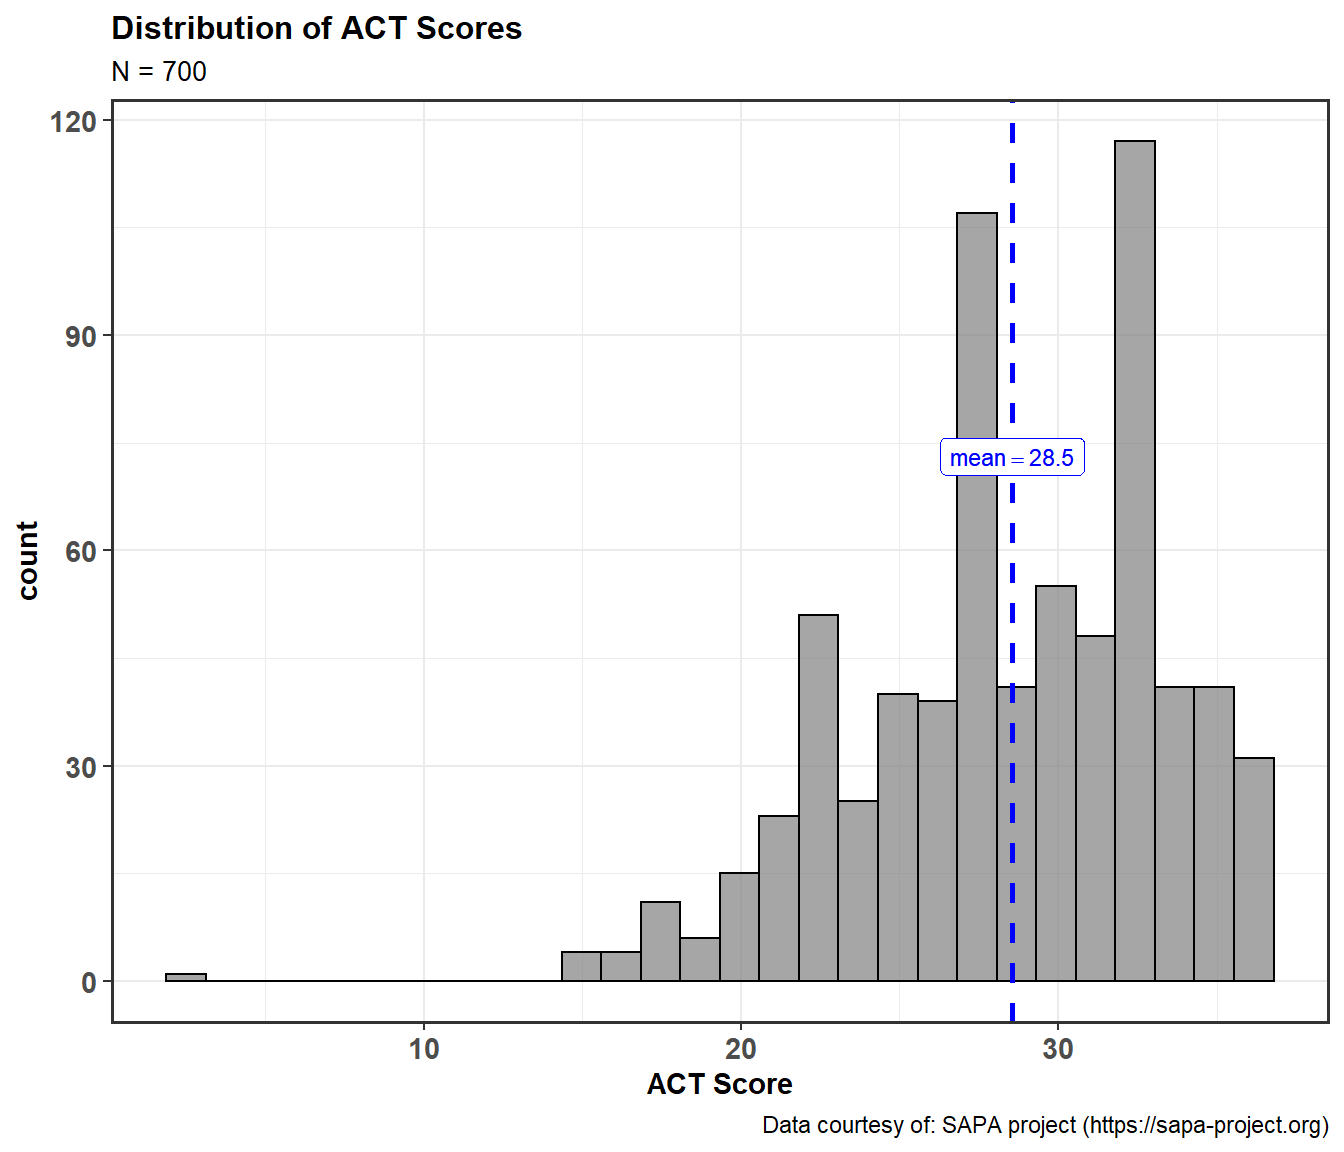 Distribution of ACT Scores
N = 700
120
90
60
30
0
count
mean = 28.5
10 20 30
ACT Score
Data courtesy of: SAPA project (https://sapa-project.org)